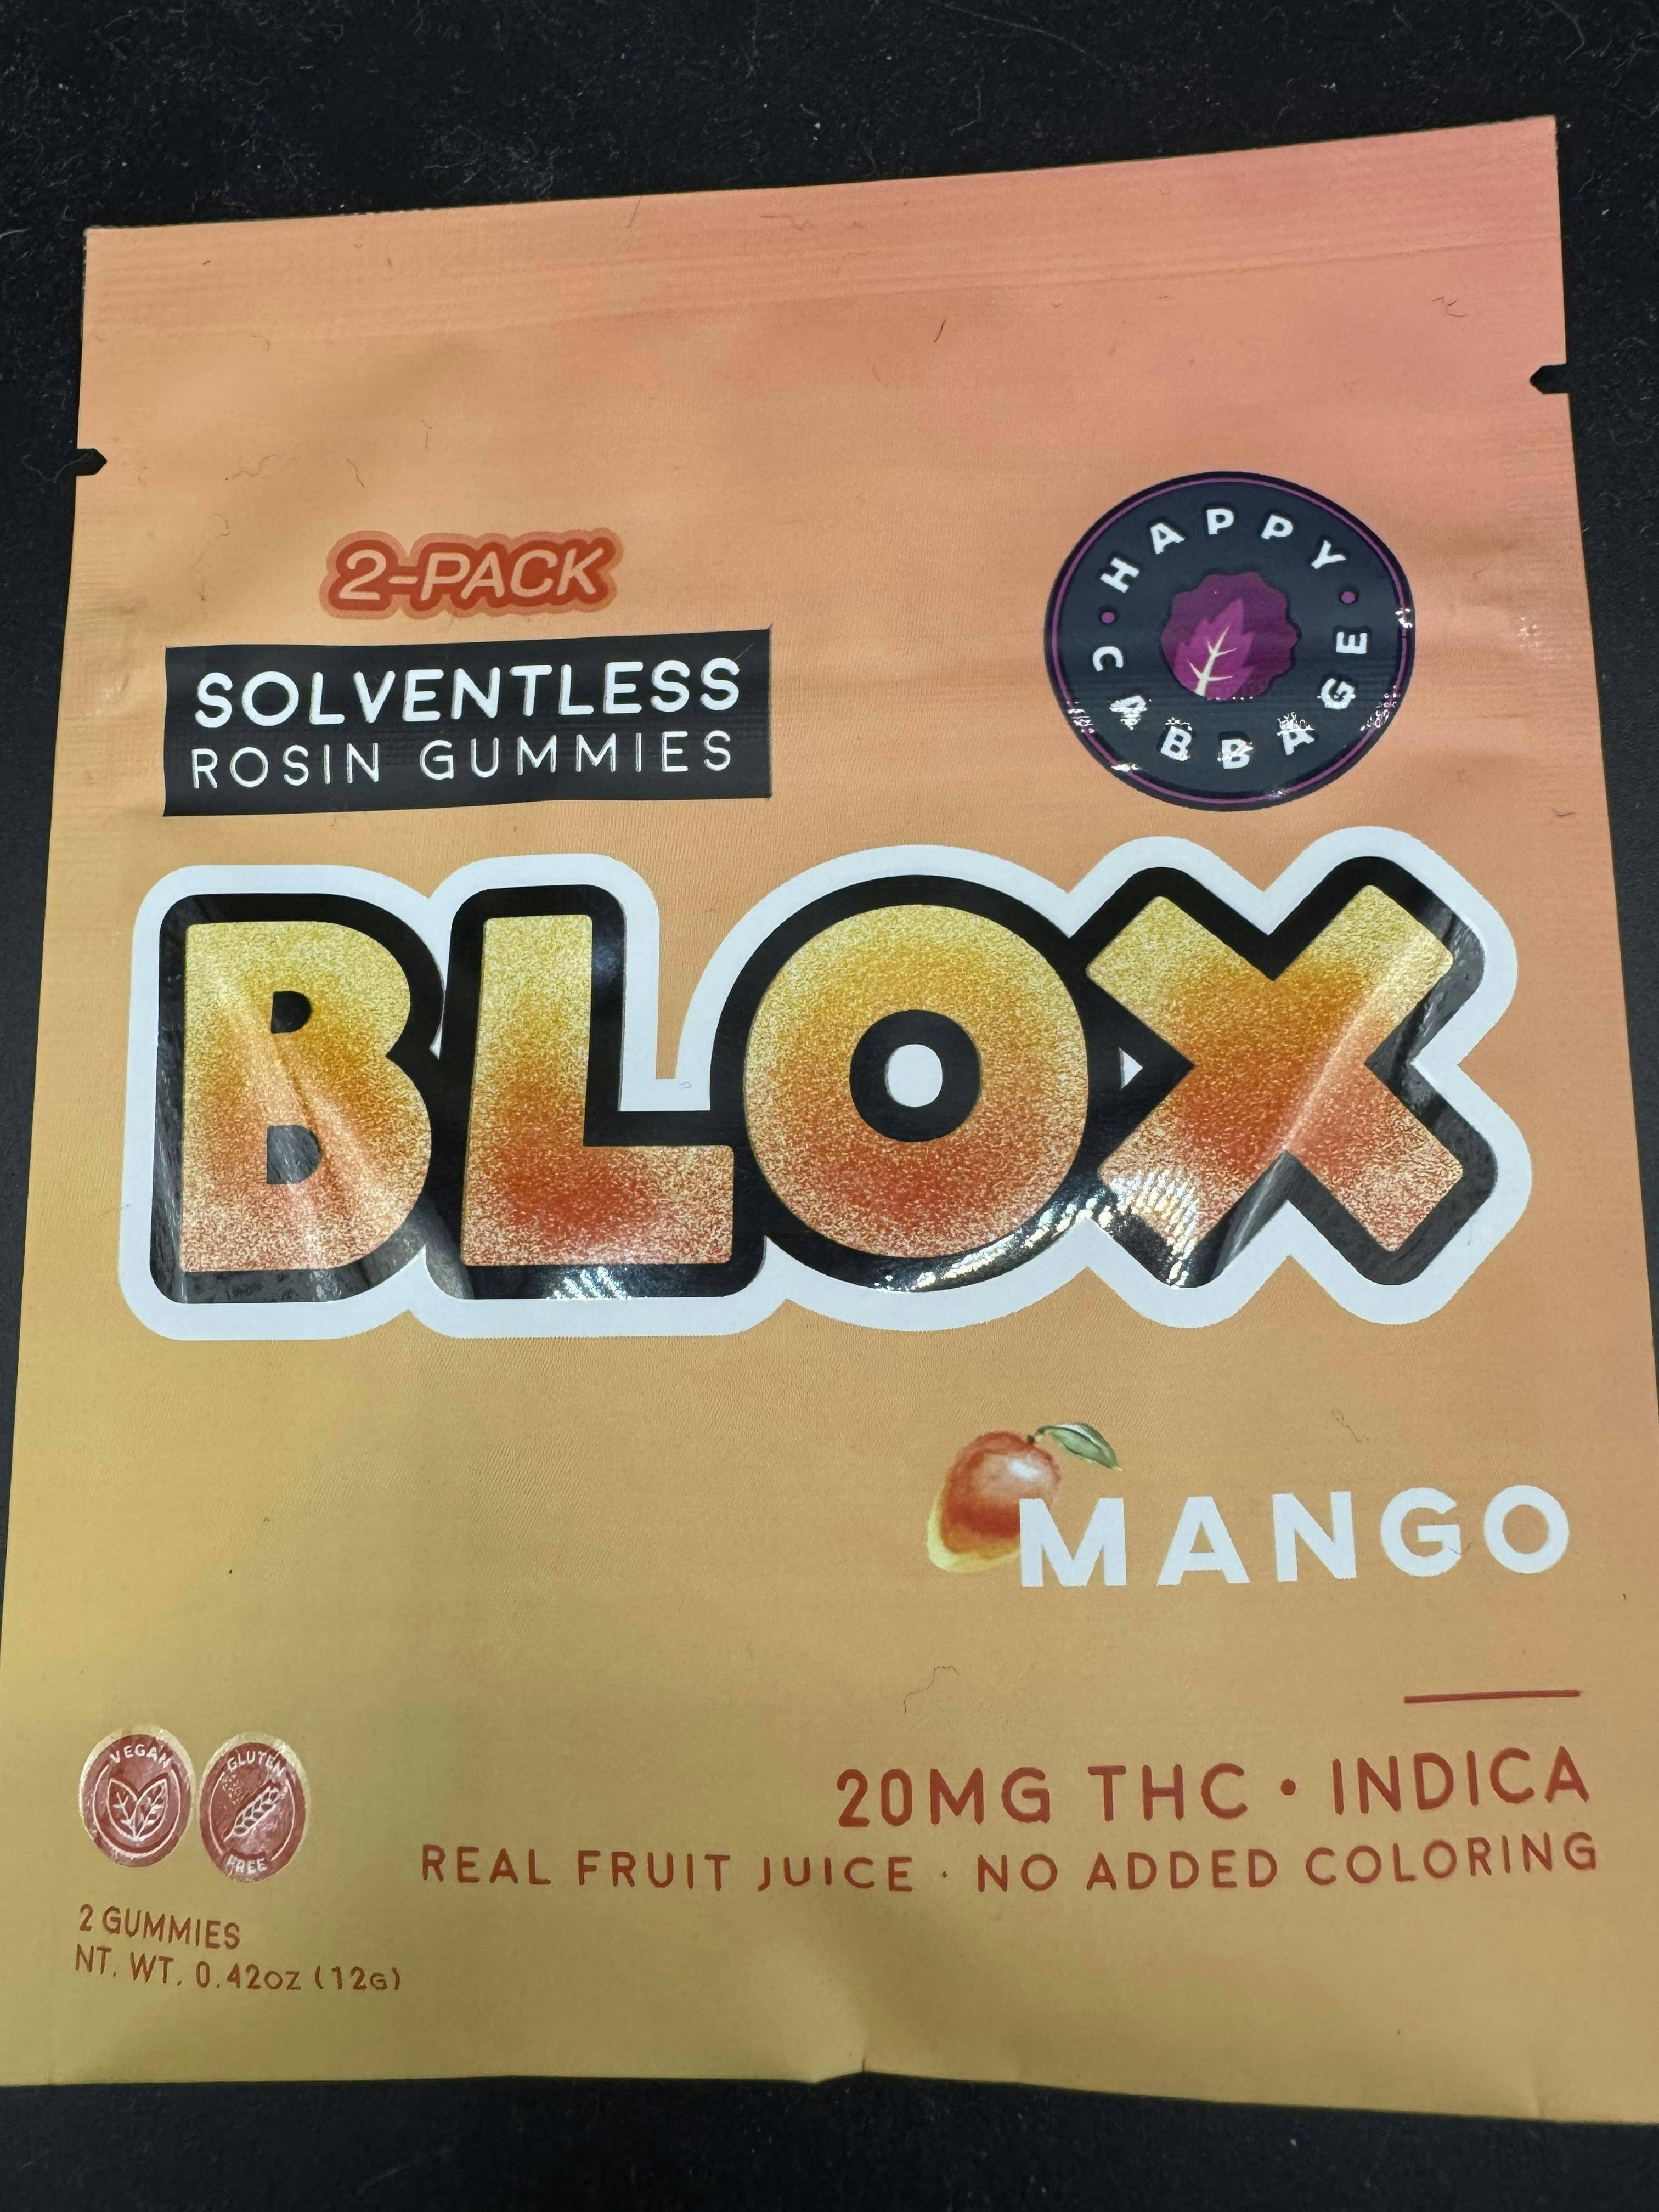 2-PACK
SOLVENTLESS
ROSIN GUMMIES
HAPPY
CABBAGE
BLOX
MANGO
20MG THC • INDICA
REAL FRUIT JUICE · NO ADDED COLORING
VEGAN
GLUTEN
FREE
2 GUMMIES
NT. WT. 0.42OZ (12G)